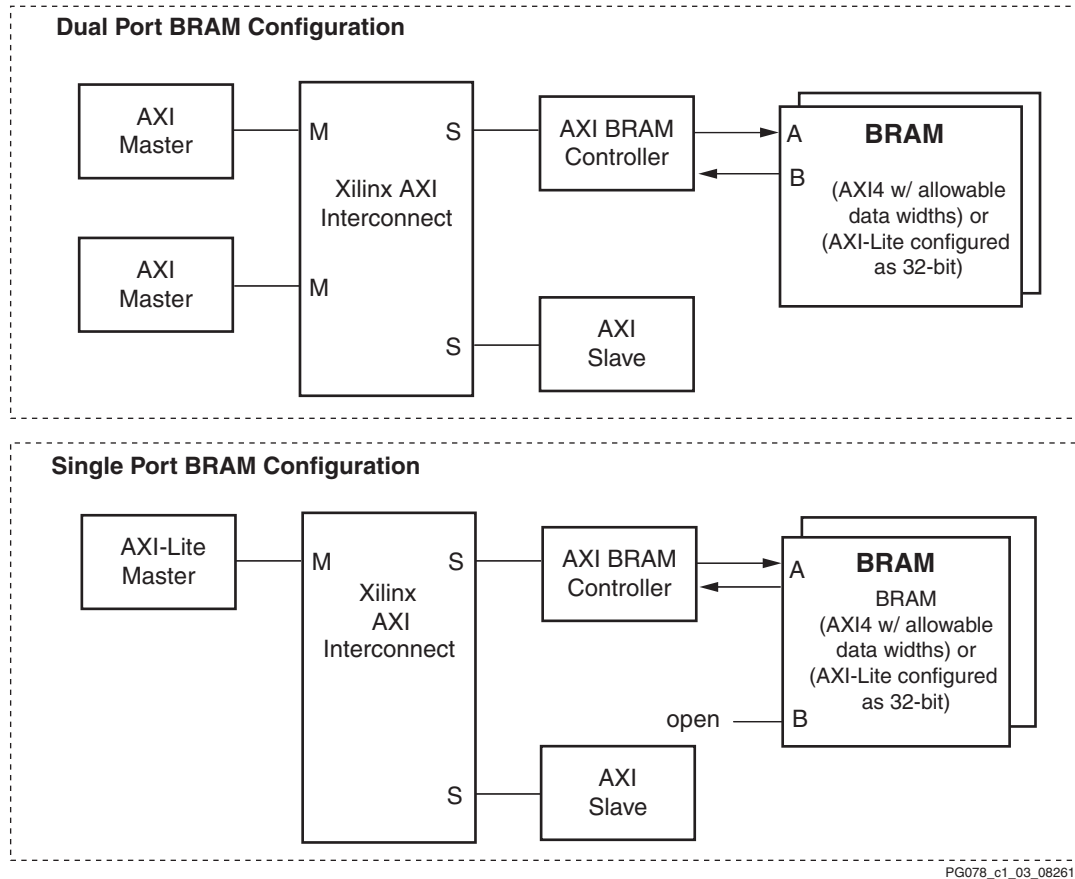 Dual Port BRAM Configuration
AXI
Master
AXI
Master
M
S
Xilinx AXI
Interconnect
M
S
AXI BRAM
Controller
AXI
Slave
A
BRAM
B
(AXI4 w/ allowable
data widths) or
(AXI-Lite configured
as 32-bit)
Single Port BRAM Configuration
AXI-Lite
Master
M
S
Xilinx
AXI
Interconnect
S
AXI BRAM
Controller
AXI
Slave
A
BRAM
BRAM
(AXI4 w/ allowable
data widths) or
(AXI-Lite configured
as 32-bit)
open
B
PG078_c1_03_08261